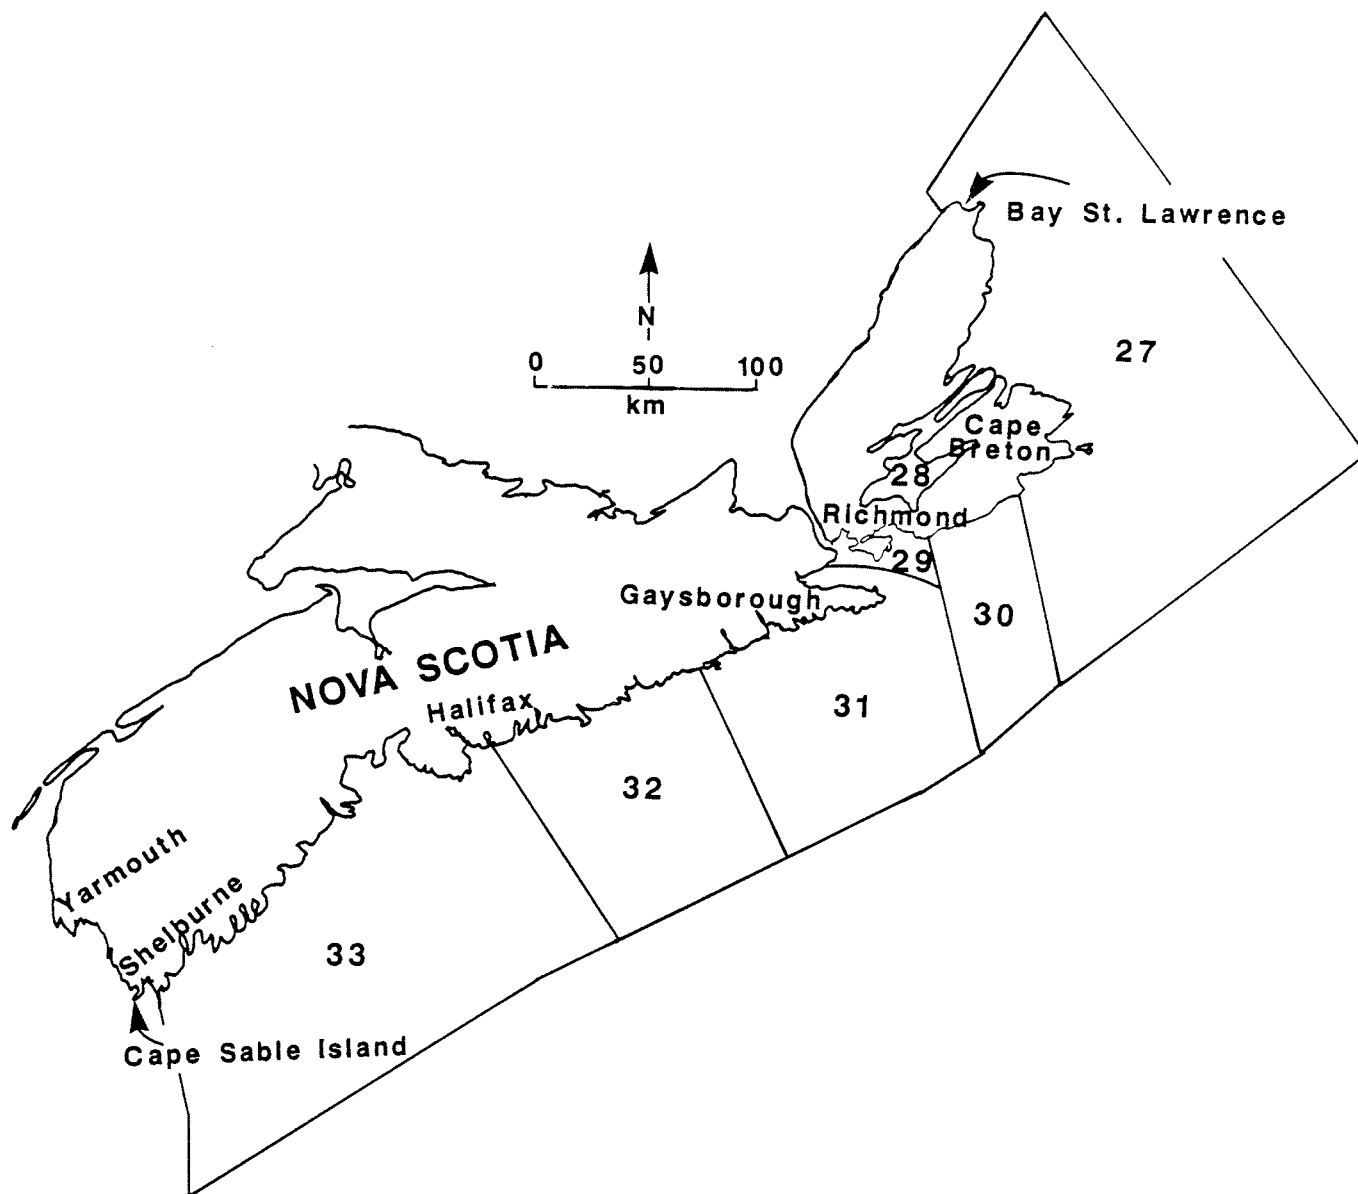 Bay St. Lawrence
N
0 50 100
km
27
Cape
Breton
28
Richmond
29
Gaysborough
30
NOVA SCOTIA
Halifax
31
32
Yarmouth
Shelburne
33
Cape Sable Island